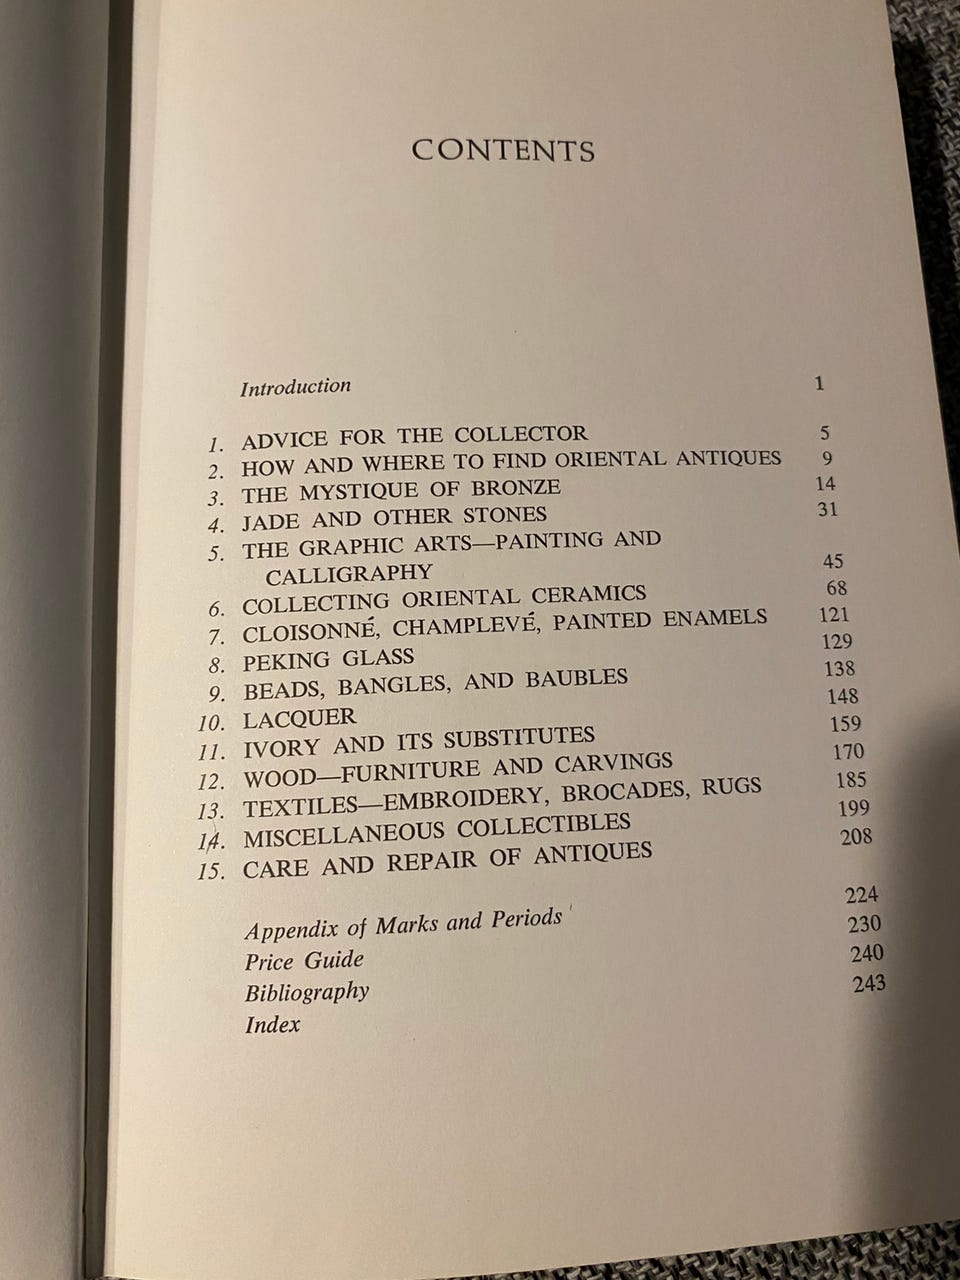 CONTENTS
Introduction 1
1. ADVICE FOR THE COLLECTOR 5
2. HOW AND WHERE TO FIND ORIENTAL ANTIQUES 9
3. THE MYSTIQUE OF BRONZE 14
4. JADE AND OTHER STONES 31
5. THE GRAPHIC ARTS—PAINTING AND
CALLIGRAPHY 45
6. COLLECTING ORIENTAL CERAMICS 68
7. CLOISONNÉ, CHAMPLEVÉ, PAINTED ENAMELS 121
8. PEKING GLASS 129
9. BEADS, BANGLES, AND BAUBLES 138
10. LACQUER 148
11. IVORY AND ITS SUBSTITUTES 159
12. WOOD—FURNITURE AND CARVINGS 170
13. TEXTILES—EMBROIDERY, BROCADES, RUGS 185
14. MISCELLANEOUS COLLECTIBLES 199
15. CARE AND REPAIR OF ANTIQUES 208
Appendix of Marks and Periods 224
Price Guide 230
Bibliography 240
Index 243